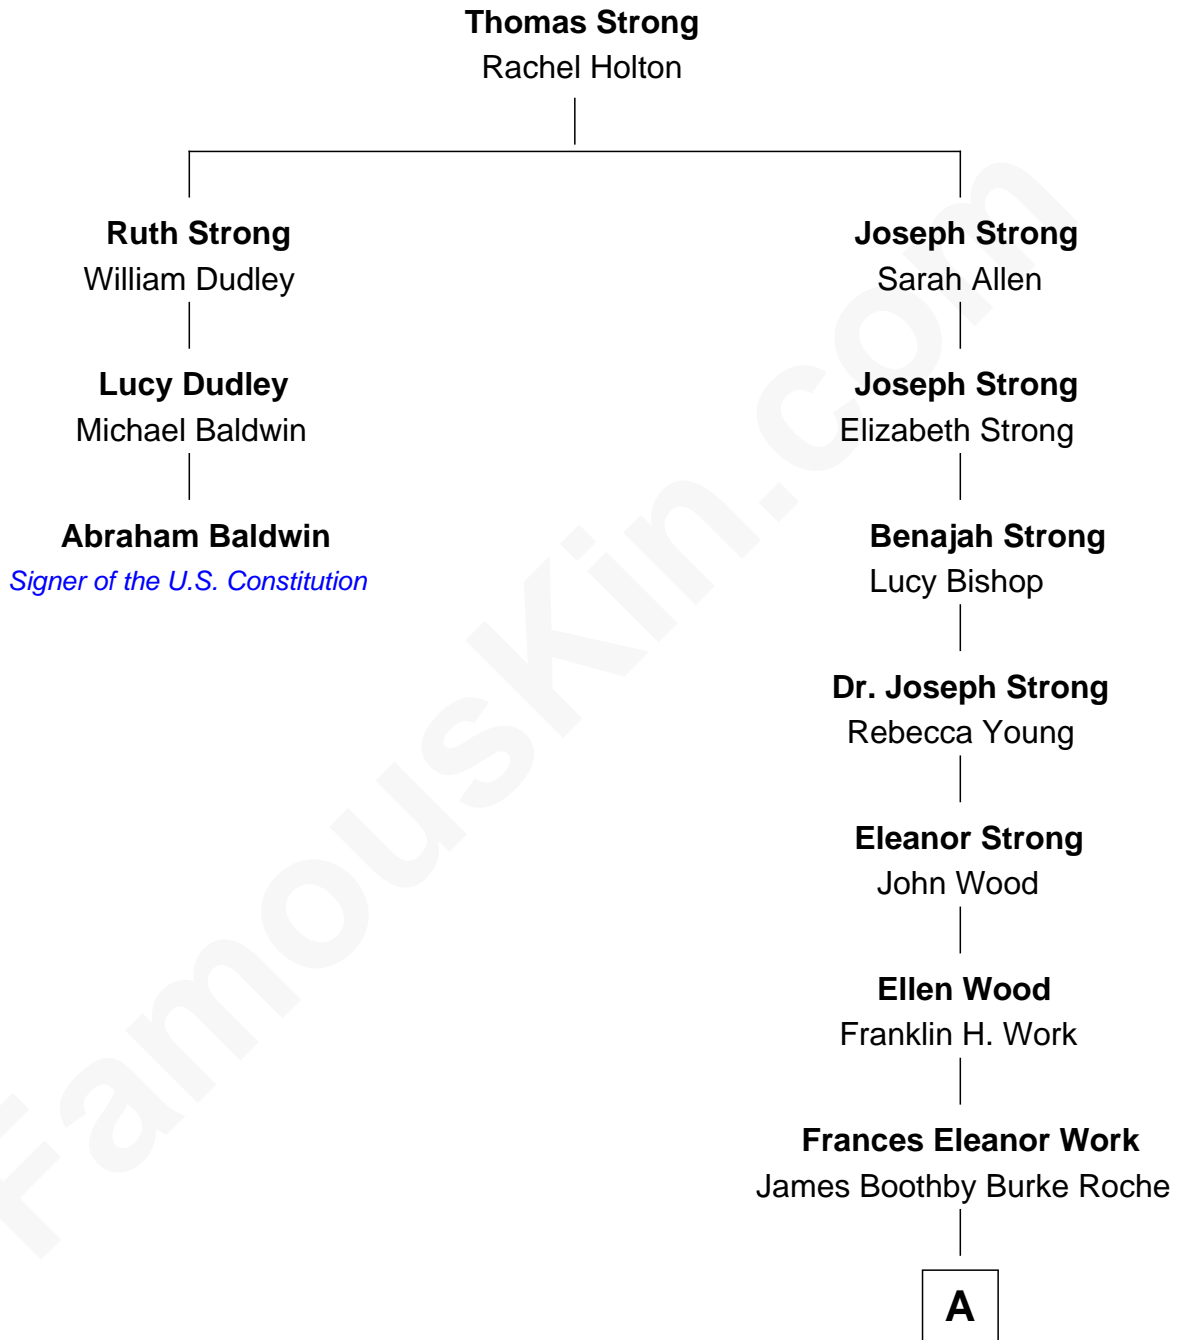 Thomas Strong
Rachel Holton
Ruth Strong
William Dudley
Joseph Strong
Sarah Allen
Lucy Dudley
Michael Baldwin
Joseph Strong
Elizabeth Strong
Abraham Baldwin
Signer of the U.S. Constitution
Benajah Strong
Lucy Bishop
Dr. Joseph Strong
Rebecca Young
Eleanor Strong
John Wood
Ellen Wood
Franklin H. Work
Frances Eleanor Work
James Boothby Burke Roche
A
FamousKin.com